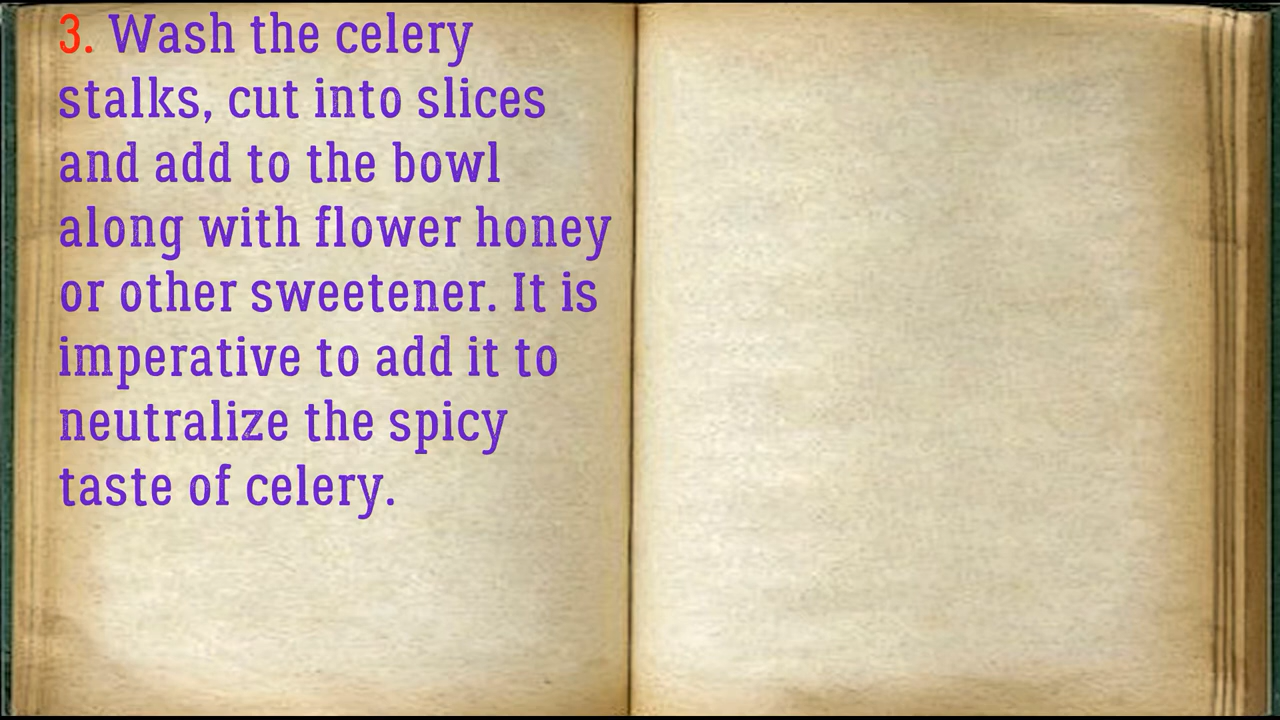 3. Wash the celery
stalks, cut into slices
and add to the bowl
along with flower honey
or other sweetener. It is
imperative to add it to
neutralize the spicy
taste of celery.